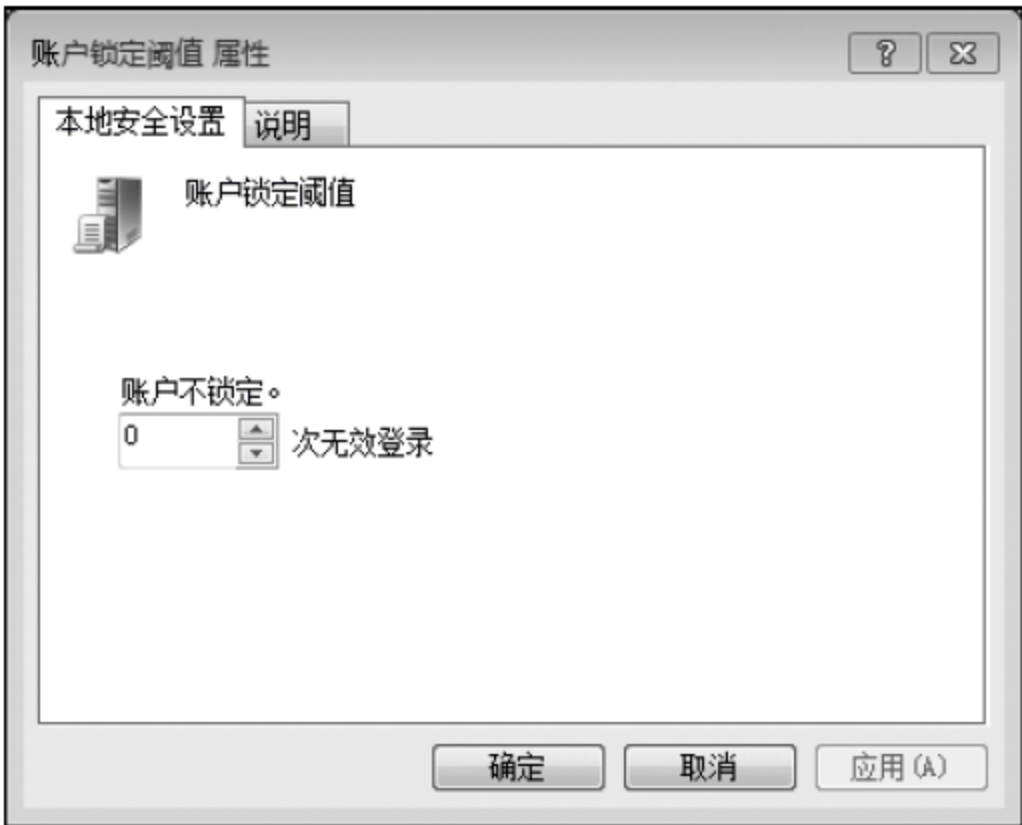 账户锁定阈值 属性
本地安全设置
说明
账户锁定阈值
账户不锁定。
0
次无效登录
确定
取消
应用(A)